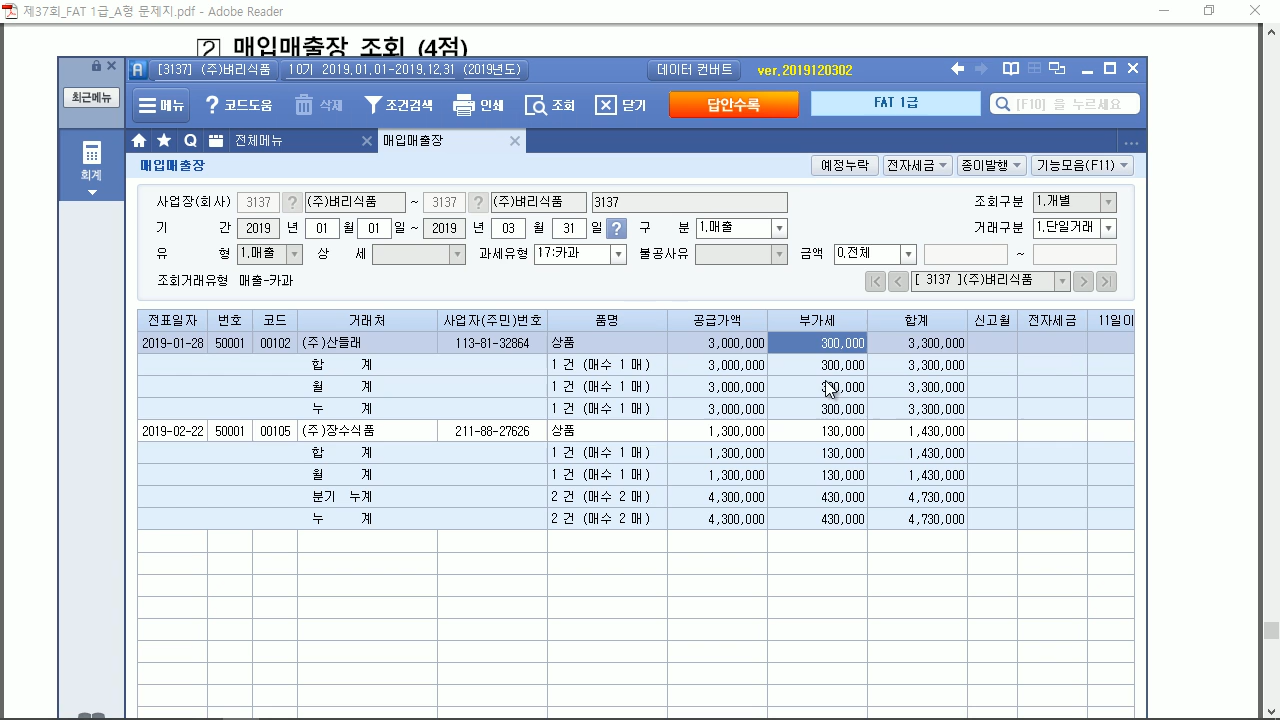 제37회_FAT 1급_A형 문제지.pdf - Adobe Reader
2 매입매출장 조회 (4점)
[3137] (주)벼리식품 10기 2019.01.01-2019.12.31 (2019년도) 데이터 컨버트 ver.2019120302
최근메뉴 메뉴 코드도움 삭제 조건검색 인쇄 조회 닫기 답안수록 FAT 1급 [F10] 을 누르세요
회계
전체메뉴 매입매출장 ...
매입매출장 예정누락 전자세금 종이발행 기능모음(F11)
사업장(회사) 3137 ? (주)벼리식품 ~ 3137 ? (주)벼리식품 3137 조회구분 1.개별
기 간 2019 년 01 월 01 일 ~ 2019 년 03 월 31 일 ? 구 분 1.매출 거래구분 1.단일거래
유 형 1.매출 상 세 과세유형 17:카과 불공사유 금액 0.전체 ~
조회거래유형 매출-카과 [ 3137 ](주)벼리식품
전표일자 번호 코드 거래처 사업자(주민)번호 품명 공급가액 부가세 합계 신고월 전자세금 11일이
2019-01-28 50001 00102 (주)산들래 113-81-32864 상품 3,000,000 300,000 3,300,000
합 계 1 건 (매수 1 매) 3,000,000 300,000 3,300,000
월 계 1 건 (매수 1 매) 3,000,000 300,000 3,300,000
누 계 1 건 (매수 1 매) 3,000,000 300,000 3,300,000
2019-02-22 50001 00105 (주)장수식품 211-88-27626 상품 1,300,000 130,000 1,430,000
합 계 1 건 (매수 1 매) 1,300,000 130,000 1,430,000
월 계 1 건 (매수 1 매) 1,300,000 130,000 1,430,000
분기 누계 2 건 (매수 2 매) 4,300,000 430,000 4,730,000
누 계 2 건 (매수 2 매) 4,300,000 430,000 4,730,000